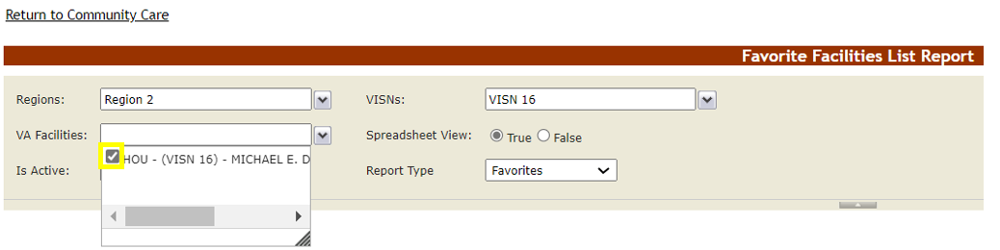 Return to Community Care
Favorite Facilities List Report
Regions: Region 2 VISNs: VISN 16
VA Facilities: Spreadsheet View: True False
HOU - (VISN 16) - MICHAEL E. D
Is Active: Report Type Favorites